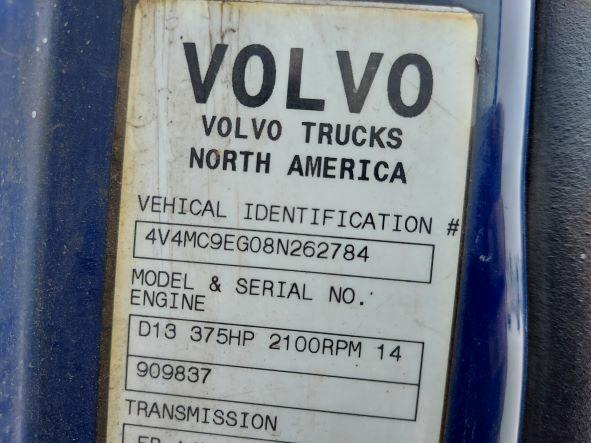 VOLVO
VOLVO TRUCKS
NORTH AMERICA
VEHICAL IDENTIFICATION #
4V4MC9EG08N262784
MODEL & SERIAL NO.
ENGINE
D13 375HP 2100RPM 14
909837
TRANSMISSION